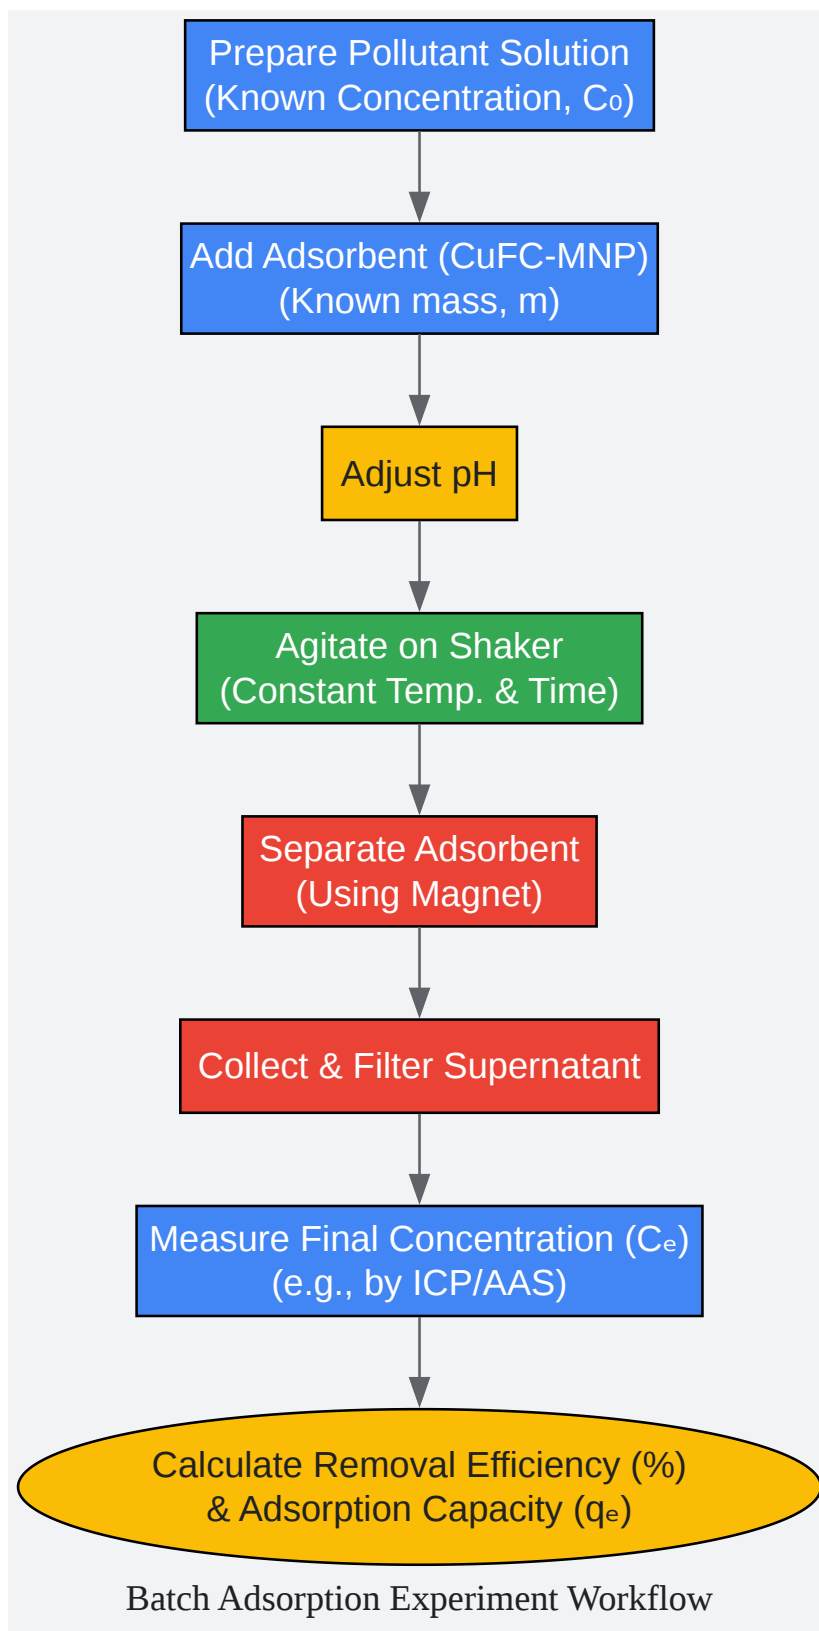 Prepare Pollutant Solution
(Known Concentration, C₀)
Add Adsorbent (CuFC-MNP)
(Known mass, m)
Adjust pH
Agitate on Shaker
(Constant Temp. & Time)
Separate Adsorbent
(Using Magnet)
Collect & Filter Supernatant
Measure Final Concentration (Cₑ)
(e.g., by ICP/AAS)
Calculate Removal Efficiency (%)
& Adsorption Capacity (qₑ)
Batch Adsorption Experiment Workflow